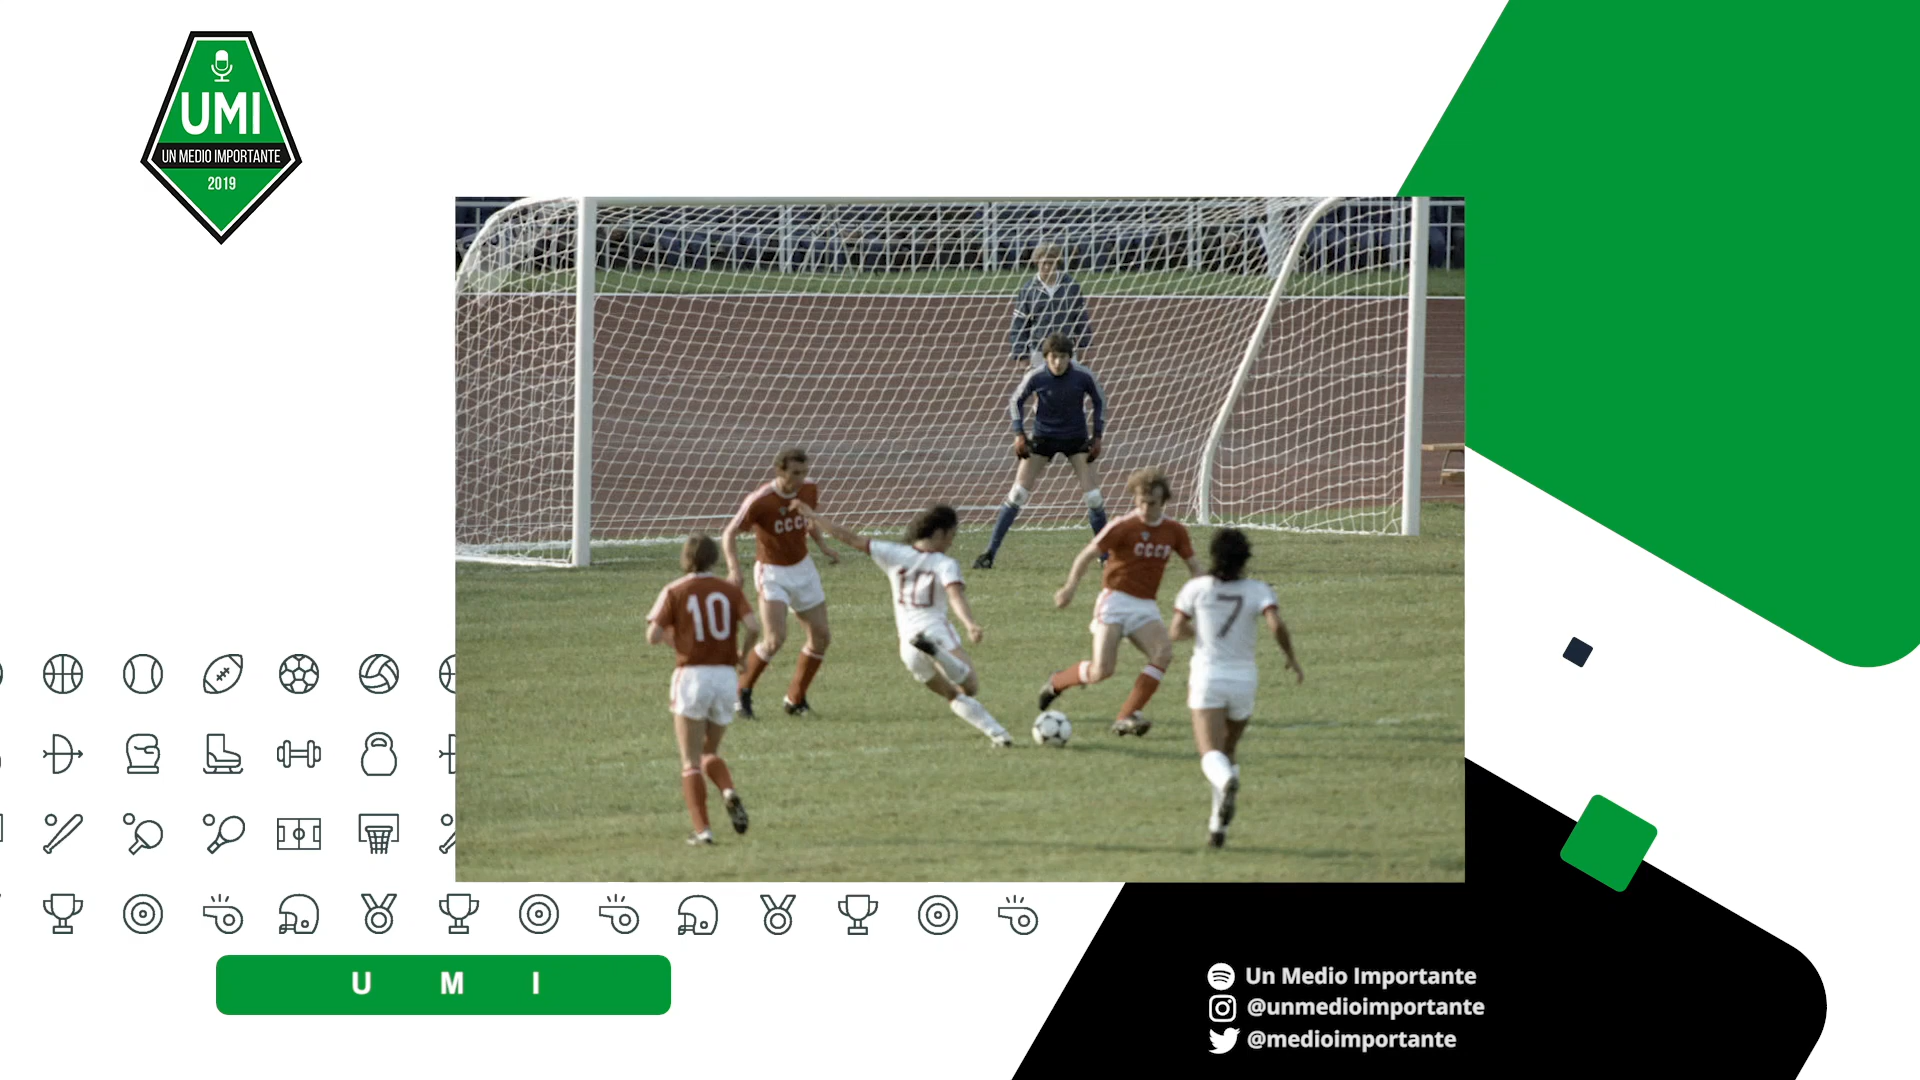 UMI
UN MEDIO IMPORTANTE
2019
CCCP
CCCP
10
10
7
U M I
Un Medio Importante
@unmedioimportante
@medioimportante